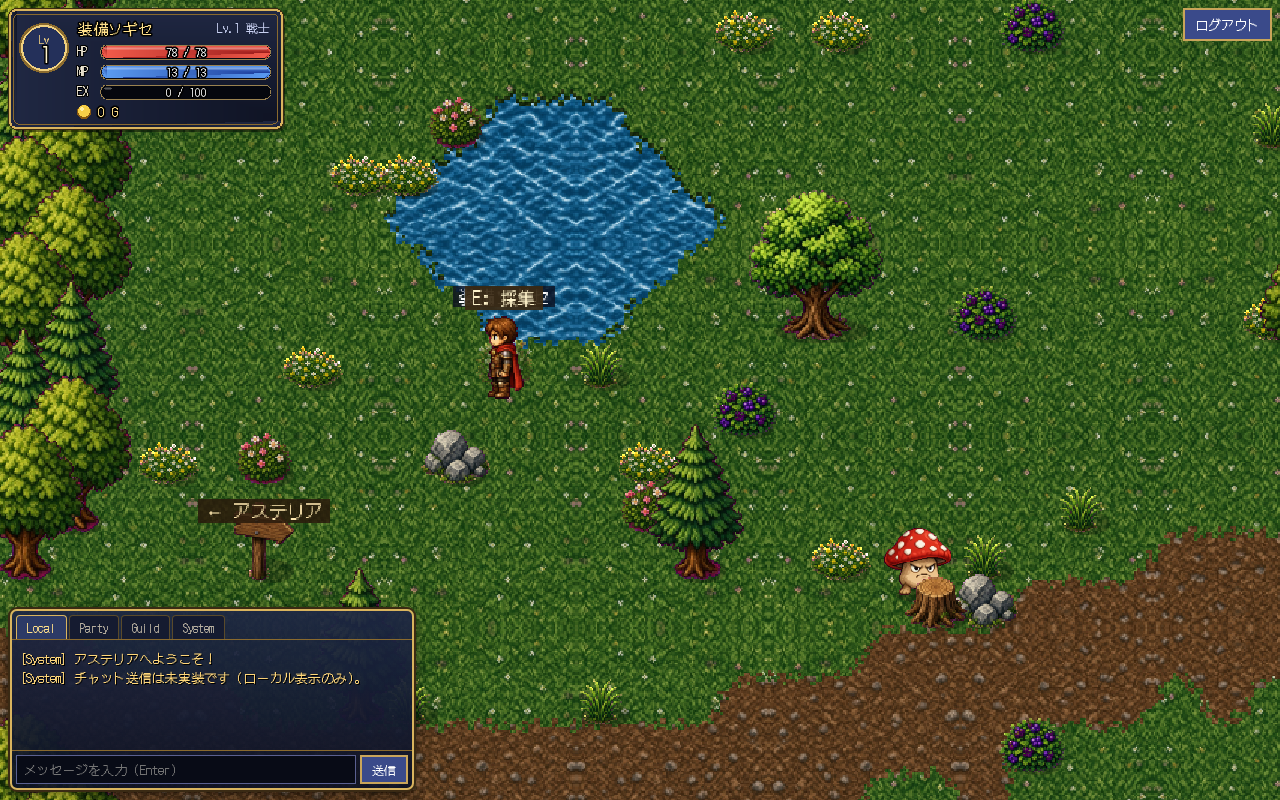 Lv
1
装備ソギセ
Lv.1 戦士
HP 78 / 78
MP 13 / 13
EX 0 / 100
0 G
ログアウト
E: 採集
← アステリア
Local Party Guild System
[System] アステリアへようこそ！
[System] チャット送信は未実装です（ローカル表示のみ）。
メッセージを入力（Enter）
送信